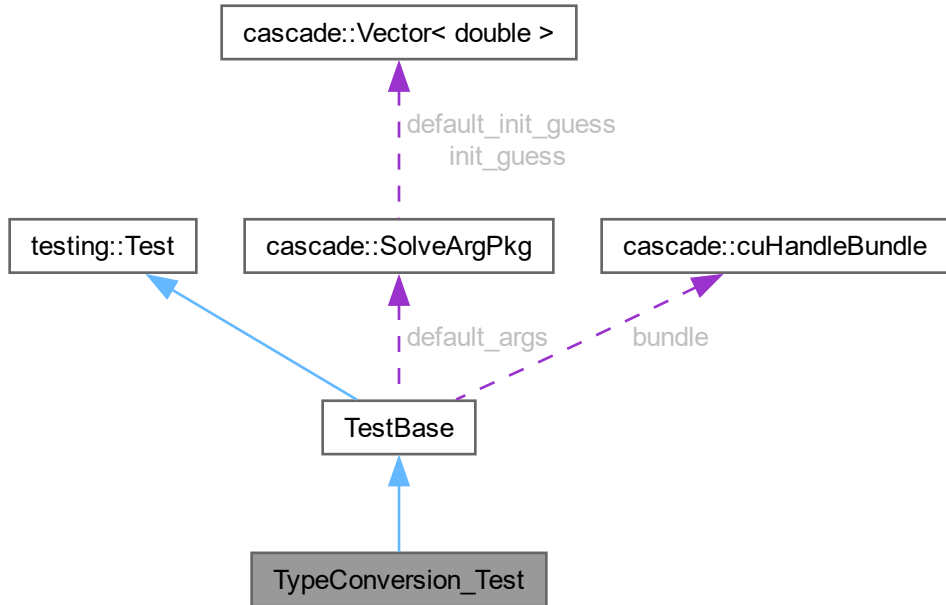 cascade::Vector< double >
default_init_guess
init_guess
testing::Test
cascade::SolveArgPkg
cascade::cuHandleBundle
default_args
bundle
TestBase
TypeConversion_Test